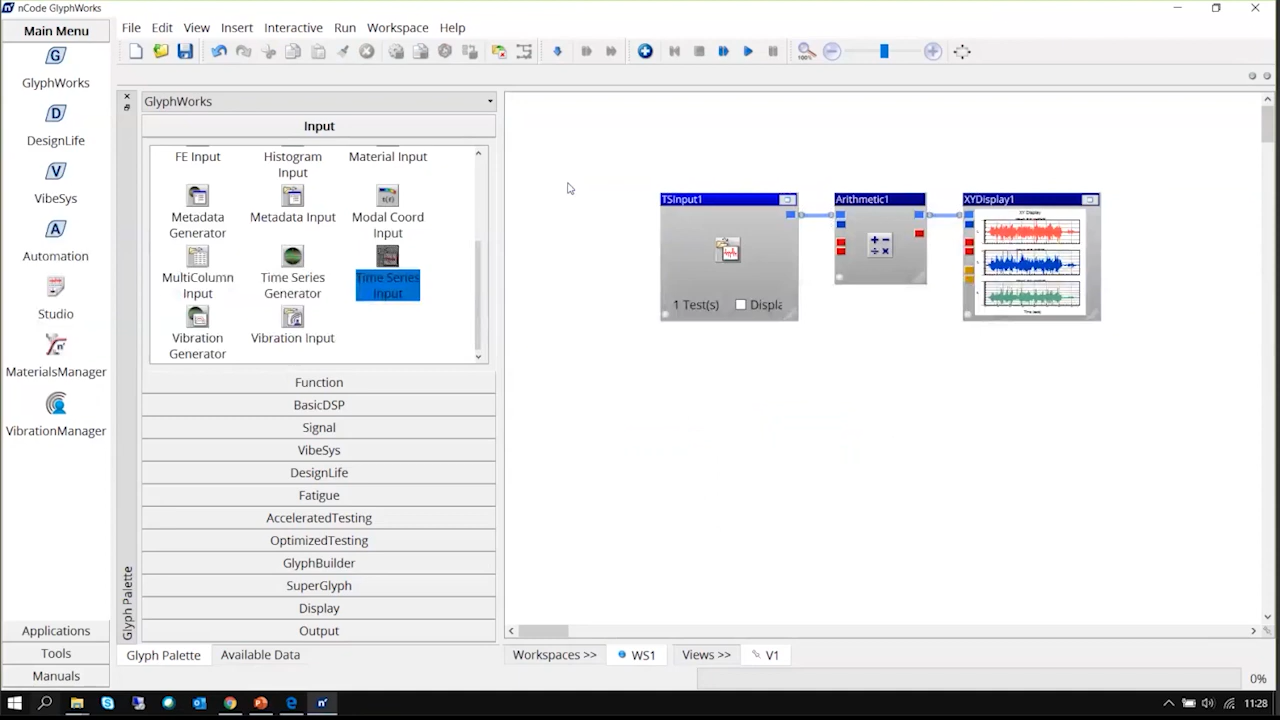 nCode GlyphWorks
Main Menu
File Edit View Insert Interactive Run Workspace Help
GlyphWorks
DesignLife
VibeSys
Automation
Studio
MaterialsManager
VibrationManager
Applications
Tools
Manuals
100%
Glyph Palette
GlyphWorks
Input
FE Input
Histogram Input
Material Input
Metadata Generator
Metadata Input
Modal Coord Input
MultiColumn Input
Time Series Generator
Time Series Input
Vibration Generator
Vibration Input
Function
BasicDSP
Signal
VibeSys
DesignLife
Fatigue
AcceleratedTesting
OptimizedTesting
GlyphBuilder
SuperGlyph
Display
Output
Glyph Palette Available Data
TSInput1
1 Test(s) Displa
Arithmetic1
XYDisplay1
XY Display
Workspaces >> WS1 Views >> V1
0%
11:28